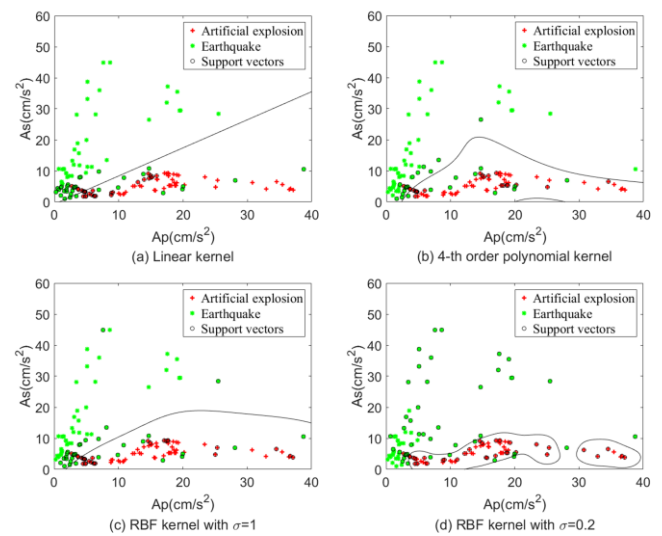 60
50
40
30
20
10
0
As(cm/s²)
Artificial explosion
Earthquake
Support vectors
0 10 20 30 40
Ap(cm/s²)
(a) Linear kernel
60
50
40
30
20
10
0
As(cm/s²)
Artificial explosion
Earthquake
Support vectors
0 10 20 30 40
Ap(cm/s²)
(b) 4-th order polynomial kernel
60
50
40
30
20
10
0
As(cm/s²)
Artificial explosion
Earthquake
Support vectors
0 10 20 30 40
Ap(cm/s²)
(c) RBF kernel with σ=1
60
50
40
30
20
10
0
As(cm/s²)
Artificial explosion
Earthquake
Support vectors
0 10 20 30 40
Ap(cm/s²)
(d) RBF kernel with σ=0.2